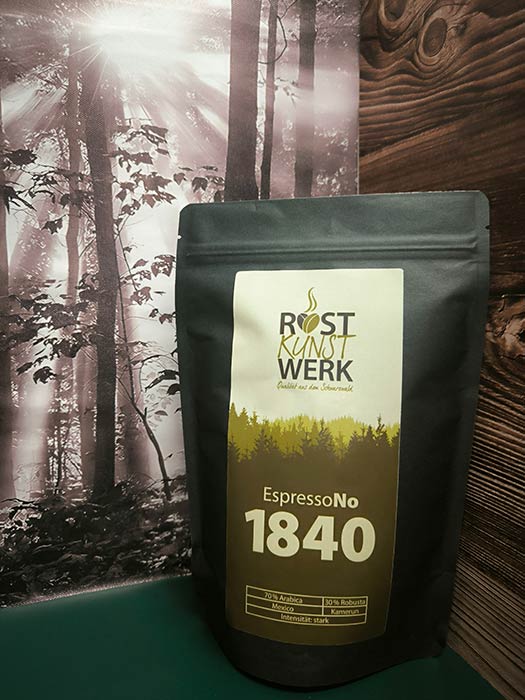 RÖST
KUNST
WERK
Qualität aus dem Schwarzwald
EspressoNo
1840
70% Arabica 30% Robusta
Mexico Kamerun
Intensität: stark